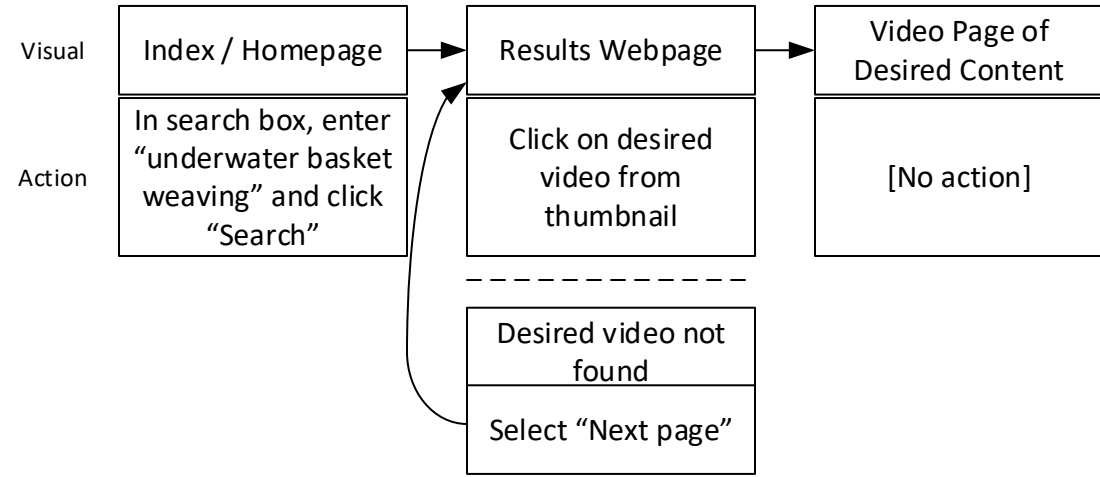 Visual
Index / Homepage
Results Webpage
Video Page of
Desired Content
Action
In search box, enter
“underwater basket
weaving” and click
“Search”
Click on desired
video from
thumbnail
[No action]
Desired video not
found
Select “Next page”